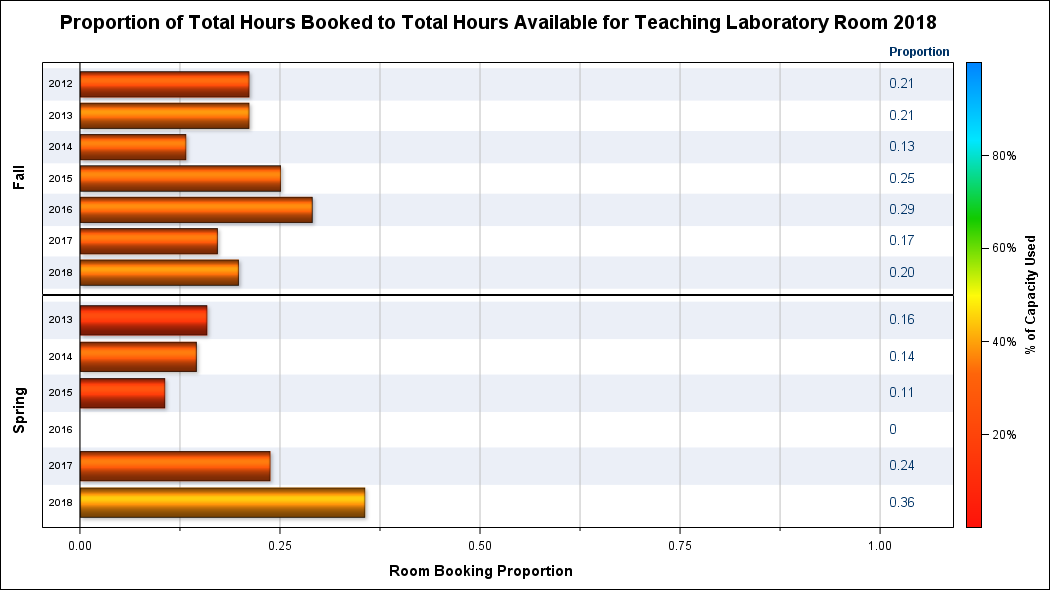 Proportion of Total Hours Booked to Total Hours Available for Teaching Laboratory Room 2018
Proportion
Fall
2012 0.21
2013 0.21
2014 0.13
2015 0.25
2016 0.29
2017 0.17
2018 0.20
Spring
2013 0.16
2014 0.14
2015 0.11
2016 0
2017 0.24
2018 0.36
0.00 0.25 0.50 0.75 1.00
Room Booking Proportion
80%
60%
40%
20%
% of Capacity Used